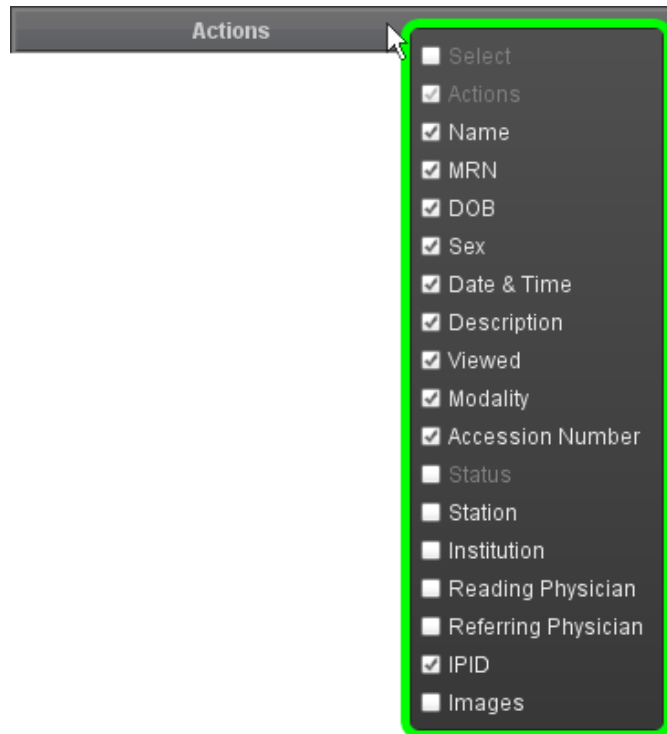 Actions
Select
Actions
Name
MRN
DOB
Sex
Date & Time
Description
Viewed
Modality
Accession Number
Status
Station
Institution
Reading Physician
Referring Physician
IPID
Images